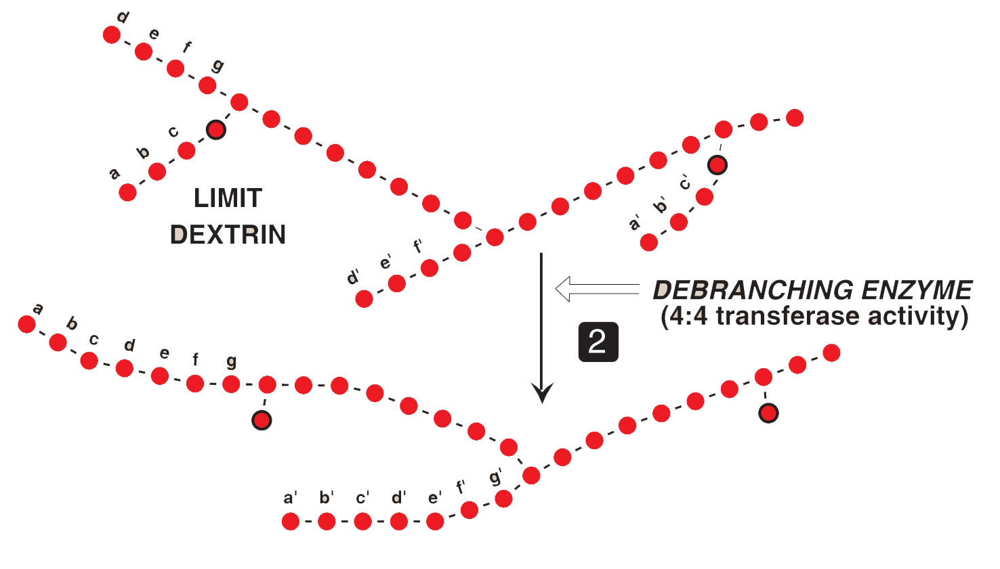 d
e
f
g
a
b
c
LIMIT
DEXTRIN
a'
b'
c'
d'
e'
f'
DEBRANCHING ENZYME
(4:4 transferase activity)
2
a
b
c
d
e
f
g
a'
b'
c'
d'
e'
f'
g'